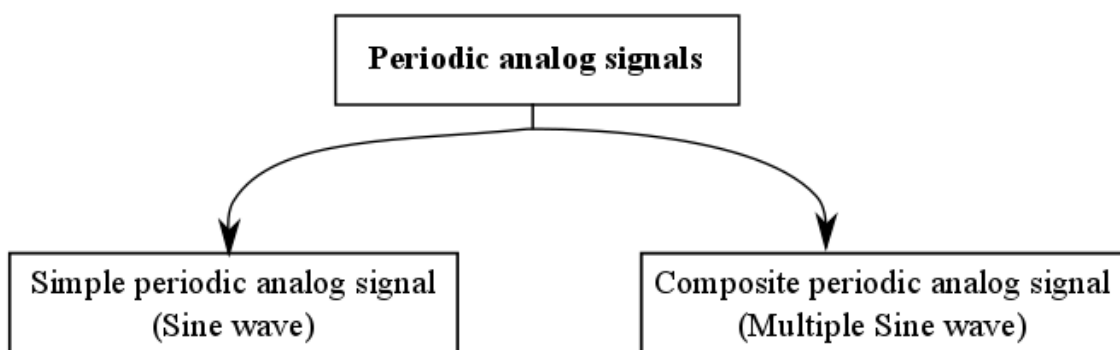 Periodic analog signals
Simple periodic analog signal
(Sine wave)
Composite periodic analog signal
(Multiple Sine wave)